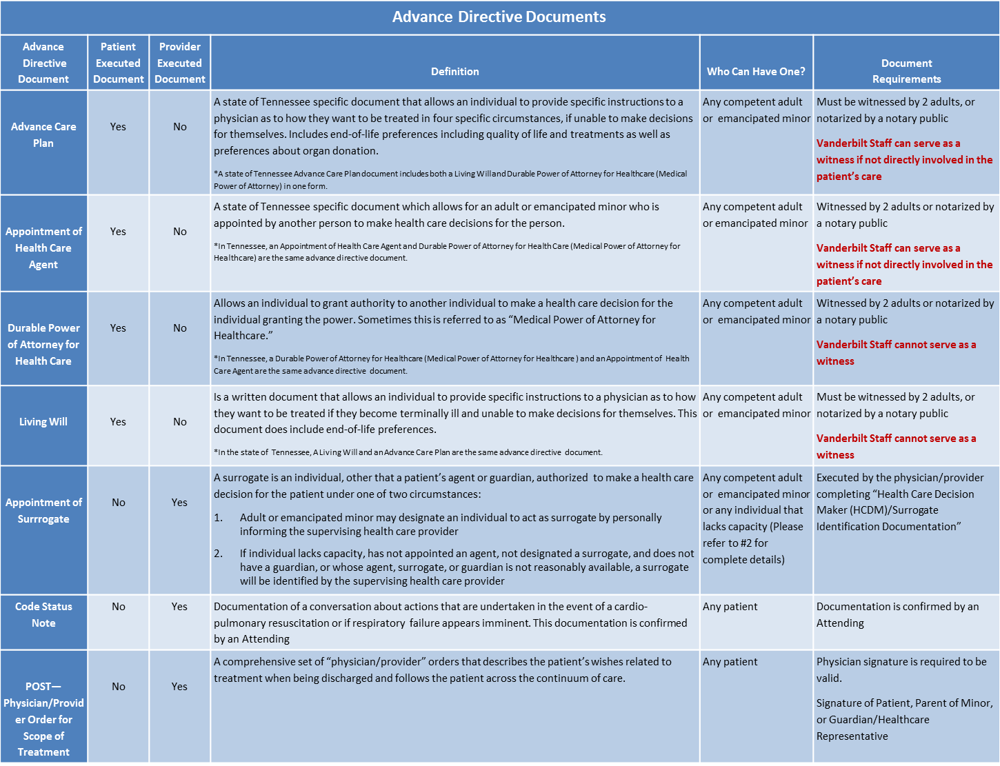 Advance Directive Documents
Advance
Directive
Document
Patient
Executed
Document
Provider
Executed
Document
Definition
Who Can Have One?
Document
Requirements
Advance Care
Plan
Yes
No
A state of Tennessee specific document that allows an individual to provide specific instructions to a
physician as to how they want to be treated in four specific circumstances, if unable to make decisions
for themselves. Includes end-of-life preferences including quality of life and treatments as well as
preferences about organ donation.
*A state of Tennessee Advance Care Plan document includes both a Living Will and Durable Power of Attorney for Healthcare (Medical
Power of Attorney) in one form.
Any competent adult
or emancipated minor
Must be witnessed by 2 adults, or
notarized by a notary public
Vanderbilt Staff can serve as a
witness if not directly involved in the
patient's care
Appointment of
Health Care
Agent
Yes
No
A state of Tennessee specific document which allows for an adult or emancipated minor who is
appointed by another person to make health care decisions for the person.
*In Tennessee, an Appointment of Health Care Agent and Durable Power of Attorney for Health Care (Medical Power of Attorney for
Healthcare) are the same advance directive document.
Any competent adult
or emancipated minor
Witnessed by 2 adults or notarized by
a notary public
Vanderbilt Staff can serve as a
witness if not directly involved in the
patient's care
Durable Power
of Attorney for
Health Care
Yes
No
Allows an individual to grant authority to another individual to make a health care decision for the
individual granting the power. Sometimes this is referred to as “Medical Power of Attorney for
Healthcare.”
*In Tennessee, a Durable Power of Attorney for Healthcare (Medical Power of Attorney for Healthcare ) and an Appointment of Health
Care Agent are the same advance directive document.
Any competent adult
or emancipated minor
Witnessed by 2 adults or notarized by
a notary public
Vanderbilt Staff cannot serve as a
witness
Living Will
Yes
No
Is a written document that allows an individual to provide specific instructions to a physician as to how
they want to be treated if they become terminally ill and unable to make decisions for themselves. This
document does include end-of-life preferences.
*In the state of Tennessee, A Living Will and an Advance Care Plan are the same advance directive document.
Any competent adult
or emancipated minor
Must be witnessed by 2 adults, or
notarized by a notary public
Vanderbilt Staff cannot serve as a
witness
Appointment of
Surrrogate
No
Yes
A surrogate is an individual, other that a patient's agent or guardian, authorized to make a health care
decision for the patient under one of two circumstances:
1. Adult or emancipated minor may designate an individual to act as surrogate by personally
informing the supervising health care provider
2. If individual lacks capacity, has not appointed an agent, not designated a surrogate, and does not
have a guardian, or whose agent, surrogate, or guardian is not reasonably available, a surrogate
will be identified by the supervising health care provider
Any competent adult
or emancipated minor
or any individual that
lacks capacity (Please
refer to #2 for
complete details)
Executed by the physician/provider
completing “Health Care Decision
Maker (HCDM)/Surrogate
Identification Documentation”
Code Status
Note
No
Yes
Documentation of a conversation about actions that are undertaken in the event of a cardio-
pulmonary resuscitation or if respiratory failure appears imminent. This documentation is confirmed
by an Attending
Any patient
Documentation is confirmed by an
Attending
POST—
Physician/Provid
er Order for
Scope of
Treatment
No
Yes
A comprehensive set of “physician/provider” orders that describes the patient's wishes related to
treatment when being discharged and follows the patient across the continuum of care.
Any patient
Physician signature is required to be
valid.
Signature of Patient, Parent of Minor,
or Guardian/Healthcare
Representative